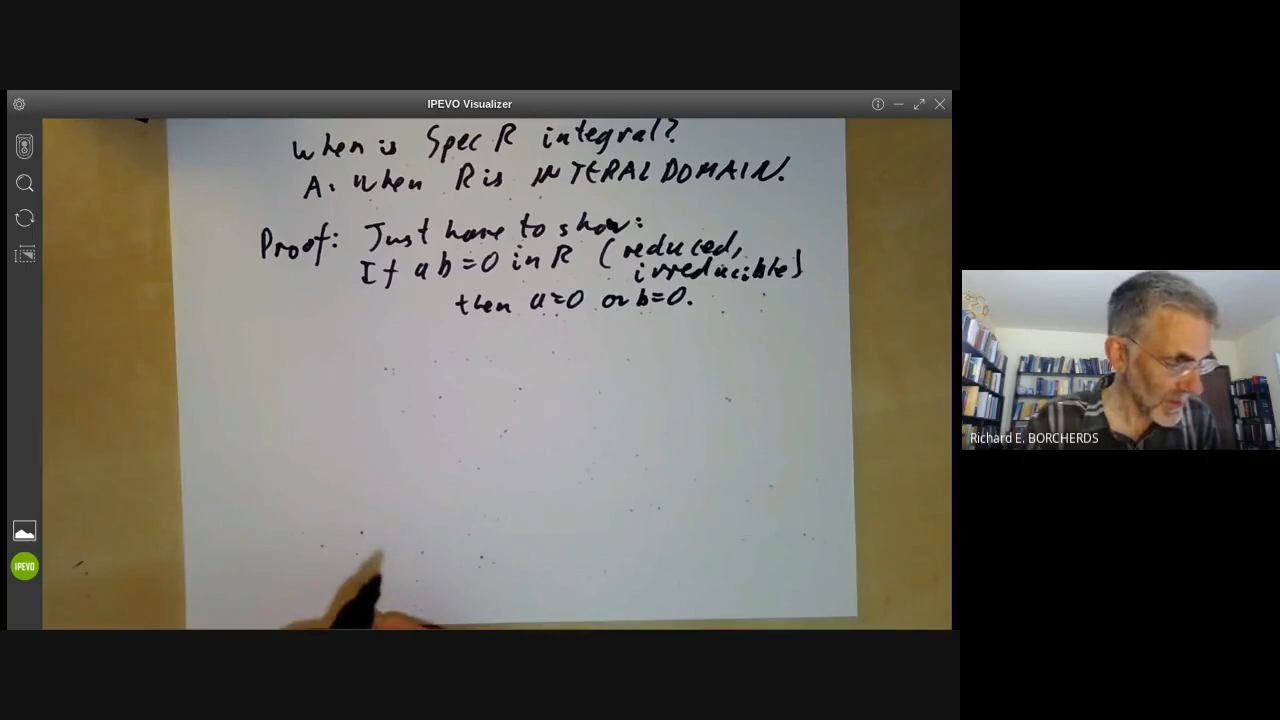 IPEVO Visualizer
When is Spec R integral?
A: When R is INTERAL DOMAIN.
Proof: Just have to show:
If ab=0 in R (reduced,
irreducible)
then a=0 or b=0.
IPEVO
Richard E. BORCHERDS